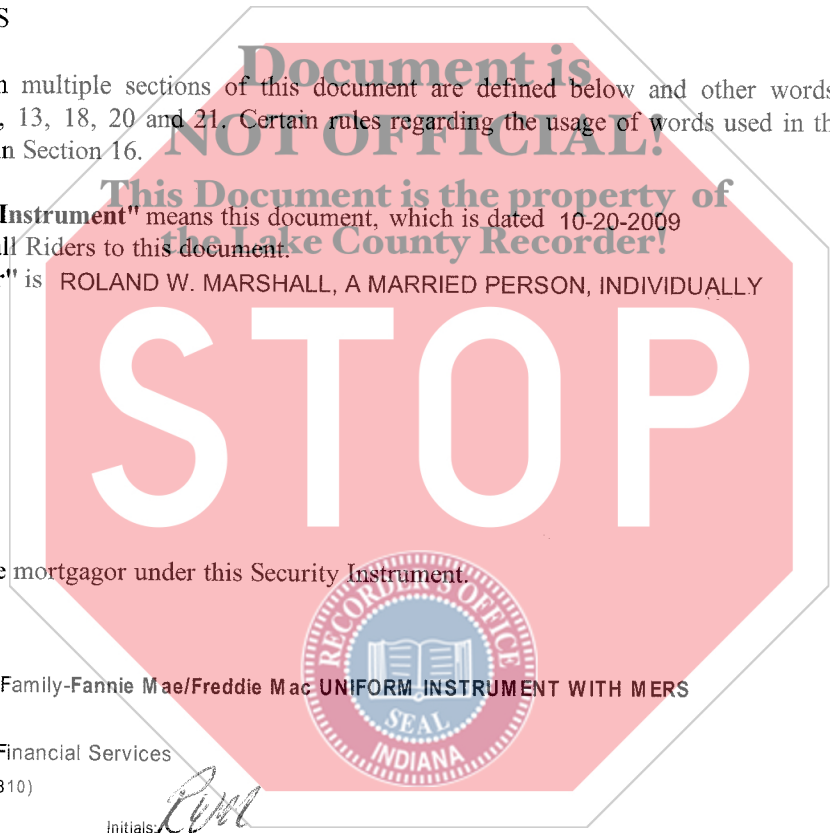 S
Document is
n multiple sections of this document are defined below and other words
, 13, 18, 20 and 21. Certain rules regarding the usage of words used in th
NOT OFFICIAL!
n Section 16.
This Document is the property of
Instrument" means this document, which is dated 10-20-2009
the Lake County Recorder!
ll Riders to this document.
r" is ROLAND W. MARSHALL, A MARRIED PERSON, INDIVIDUALLY
STOP
e mortgagor under this Security Instrument.
RECORDER'S OFFICE
Family-Fannie Mae/Freddie Mac UNIFORM INSTRUMENT WITH MERS
SEAL
INDIANA
Financial Services
310)
Initials: